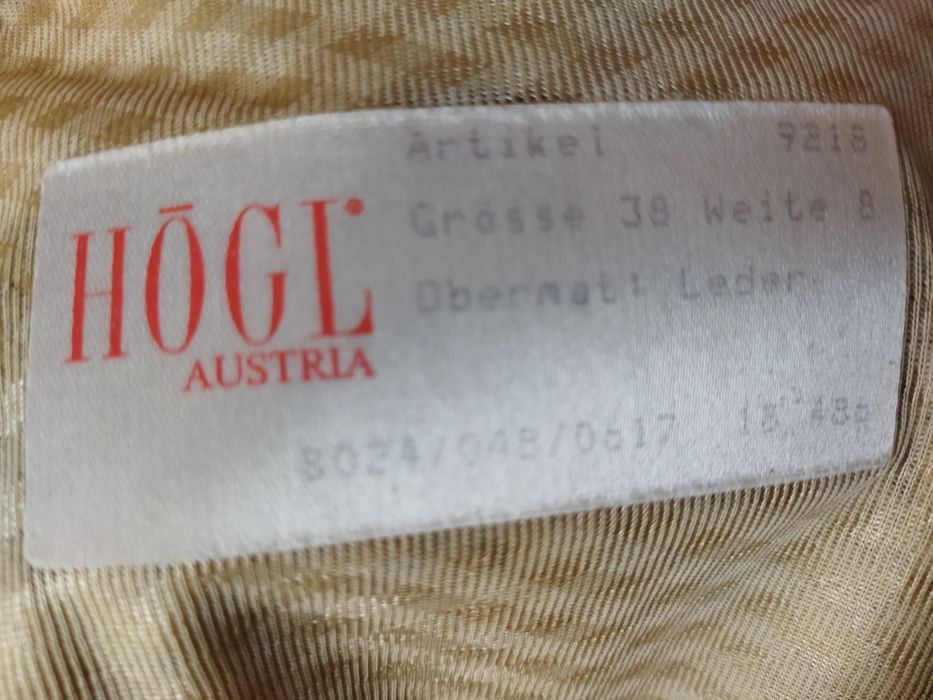 Artikel 9218
HŌGL
Grösse 38 Weite 8
Obermat: Leder
AUSTRIA
8024/048/0617